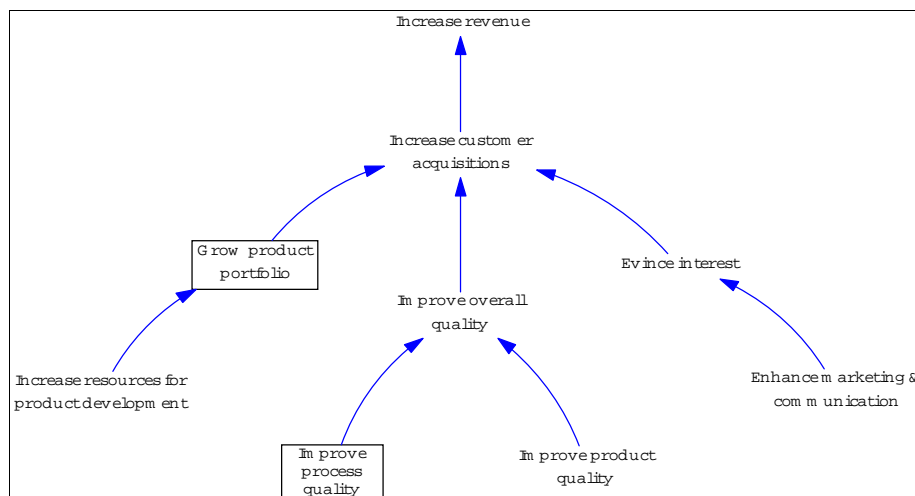 Increase revenue
Increase customer
acquisitions
Grow product
portfolio
Evince interest
Improve overall
quality
Increase resources for
product development
Enhance marketing &
communication
Improve
process
quality
Improve product
quality